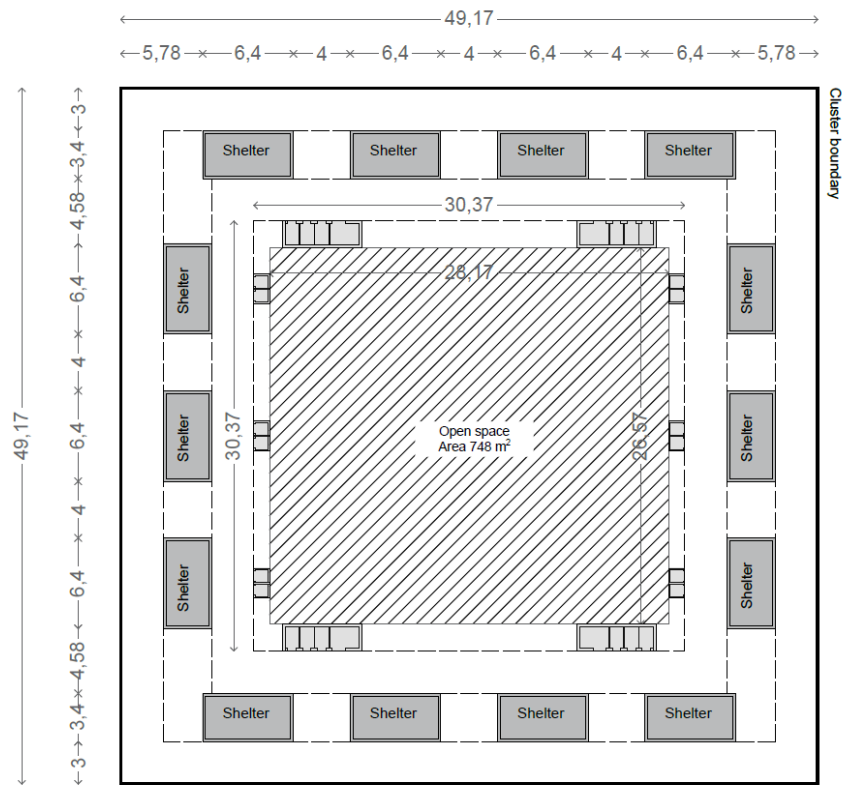 49,17
5,78 6,4 4 6,4 4 6,4 4 6,4 5,78
Cluster boundary
3
3,4
4,58
6,4
4
6,4
4
6,4
4,58
3,4
3
49,17
Shelter Shelter Shelter Shelter
30,37
28,17
Shelter
Shelter
Shelter
Shelter
Shelter
Shelter
30,37
26,57
Open space
Area 748 m²
Shelter Shelter Shelter Shelter